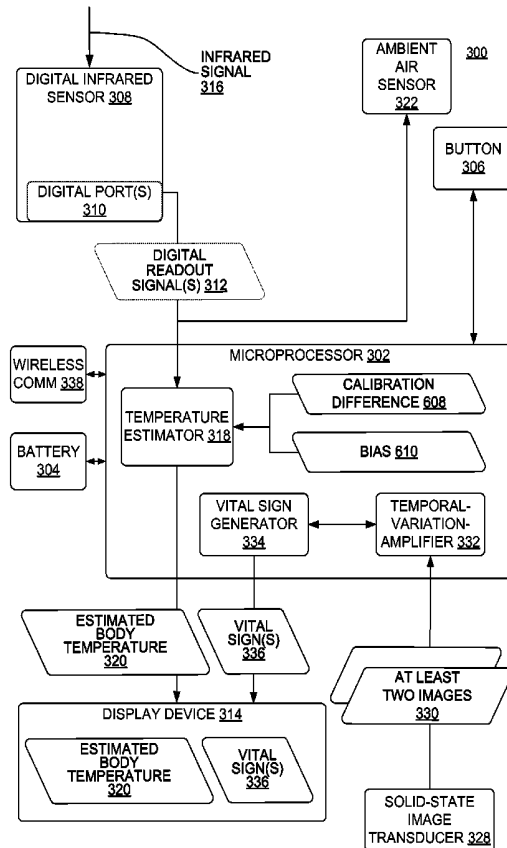 INFRARED
SIGNAL
316
DIGITAL INFRARED
SENSOR 308
AMBIENT
AIR
SENSOR
322
300
BUTTON
306
DIGITAL PORT(S)
310
DIGITAL
READOUT
SIGNAL(S) 312
MICROPROCESSOR 302
WIRELESS
COMM 338
CALIBRATION
DIFFERENCE 608
TEMPERATURE
ESTIMATOR 318
BATTERY
304
BIAS 610
VITAL SIGN
GENERATOR
334
TEMPORAL-
VARIATION-
AMPLIFIER 332
ESTIMATED
BODY
TEMPERATURE
320
VITAL
SIGN(S)
336
AT LEAST
TWO IMAGES
330
DISPLAY DEVICE 314
ESTIMATED
BODY
TEMPERATURE
320
VITAL
SIGN(S)
336
SOLID-STATE
IMAGE
TRANSDUCER 328